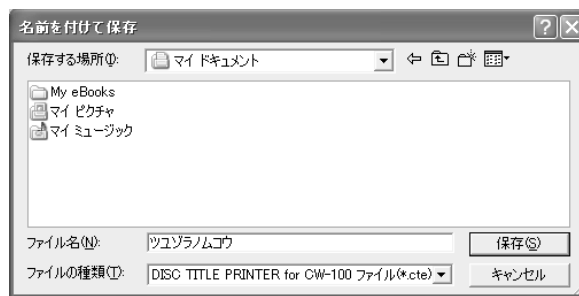 名前を付けて保存
保存する場所(I): マイ ドキュメント
My eBooks
マイ ピクチャ
マイ ミュージック
ファイル名(N): ツユゾラノムコウ 保存(S)
ファイルの種類(T): DISC TITLE PRINTER for CW-100 ファイル(*.cte) キャンセル